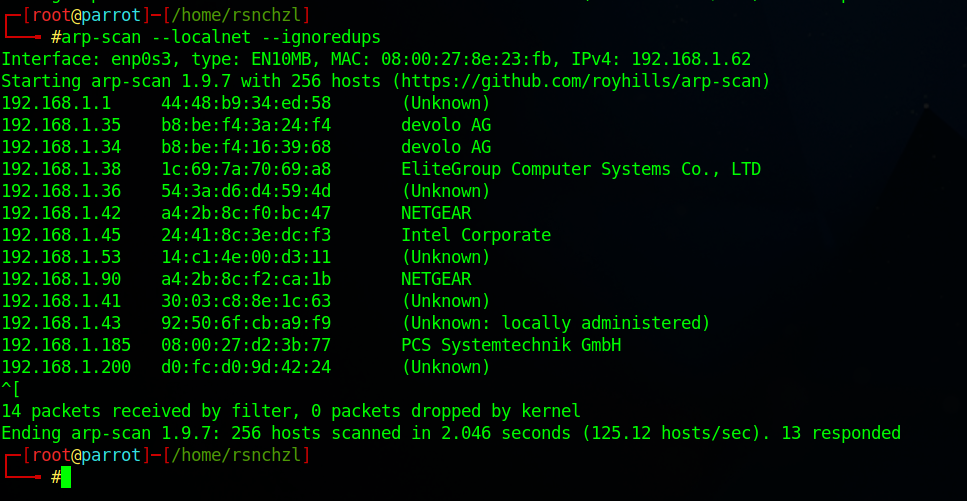 ┌─[root@parrot]─[/home/rsnchzl]
└──╼ #arp-scan --localnet --ignoredups
Interface: enp0s3, type: EN10MB, MAC: 08:00:27:8e:23:fb, IPv4: 192.168.1.62
Starting arp-scan 1.9.7 with 256 hosts (https://github.com/royhills/arp-scan)
192.168.1.1	44:48:b9:34:ed:58	(Unknown)
192.168.1.35	b8:be:f4:3a:24:f4	devolo AG
192.168.1.34	b8:be:f4:16:39:68	devolo AG
192.168.1.38	1c:69:7a:70:69:a8	EliteGroup Computer Systems Co., LTD
192.168.1.36	54:3a:d6:d4:59:4d	(Unknown)
192.168.1.42	a4:2b:8c:f0:bc:47	NETGEAR
192.168.1.45	24:41:8c:3e:dc:f3	Intel Corporate
192.168.1.53	14:c1:4e:00:d3:11	(Unknown)
192.168.1.90	a4:2b:8c:f2:ca:1b	NETGEAR
192.168.1.41	30:03:c8:8e:1c:63	(Unknown)
192.168.1.43	92:50:6f:cb:a9:f9	(Unknown: locally administered)
192.168.1.185	08:00:27:d2:3b:77	PCS Systemtechnik GmbH
192.168.1.200	d0:fc:d0:9d:42:24	(Unknown)
^[
14 packets received by filter, 0 packets dropped by kernel
Ending arp-scan 1.9.7: 256 hosts scanned in 2.046 seconds (125.12 hosts/sec). 13 responded
┌─[root@parrot]─[/home/rsnchzl]
└──╼ #